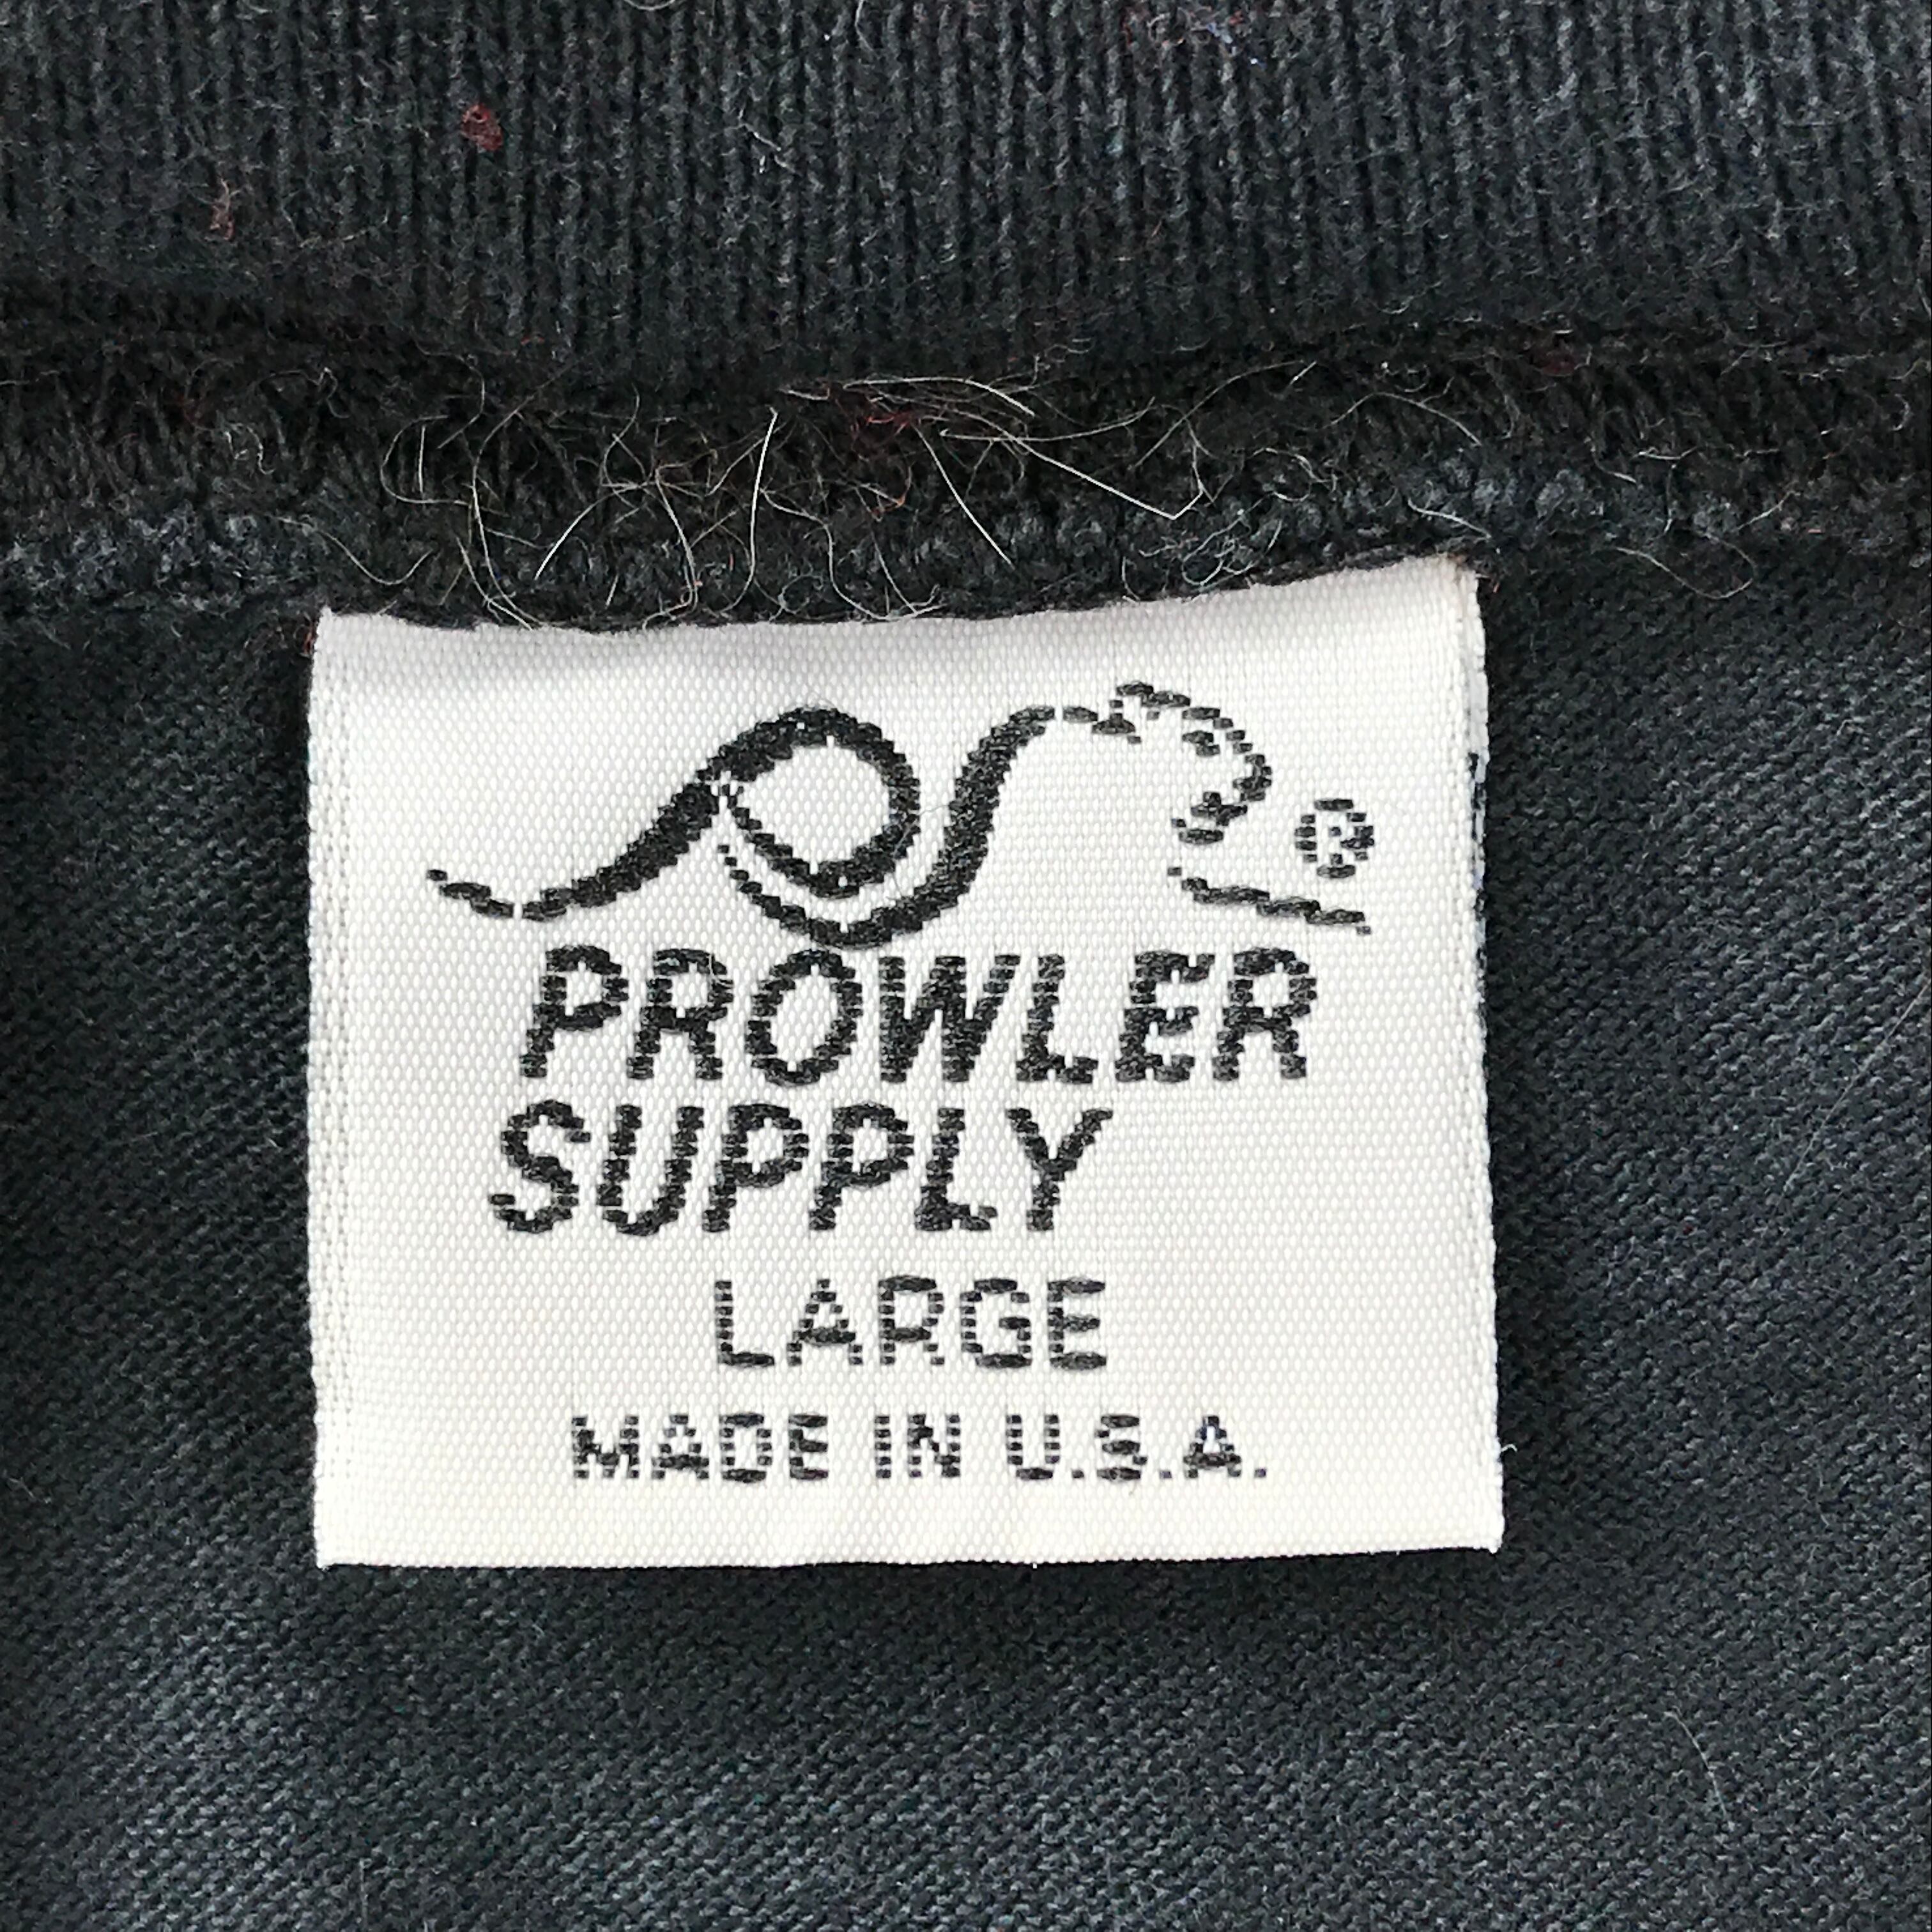 ®
PROWLER
SUPPLY
LARGE
MADE IN U.S.A.